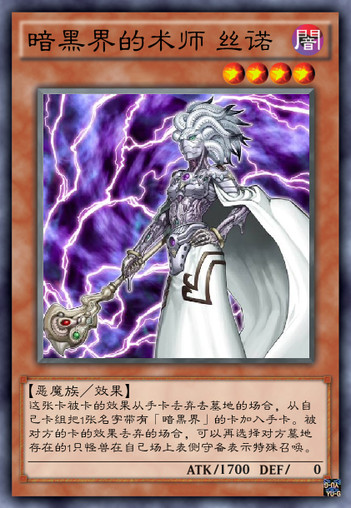 暗黑界的术师 丝诺
闇
【恶魔族／效果】
这张卡被卡的效果从手卡丢弃去墓地的场合，从自
己卡组把1张名字带有「暗黑界」的卡加入手卡。被
对方的卡的效果丢弃的场合，可以再选择对方墓地
存在的1只怪兽在自己场上表侧守备表示特殊召唤。
ATK/1700 DEF/ 0
YU-G